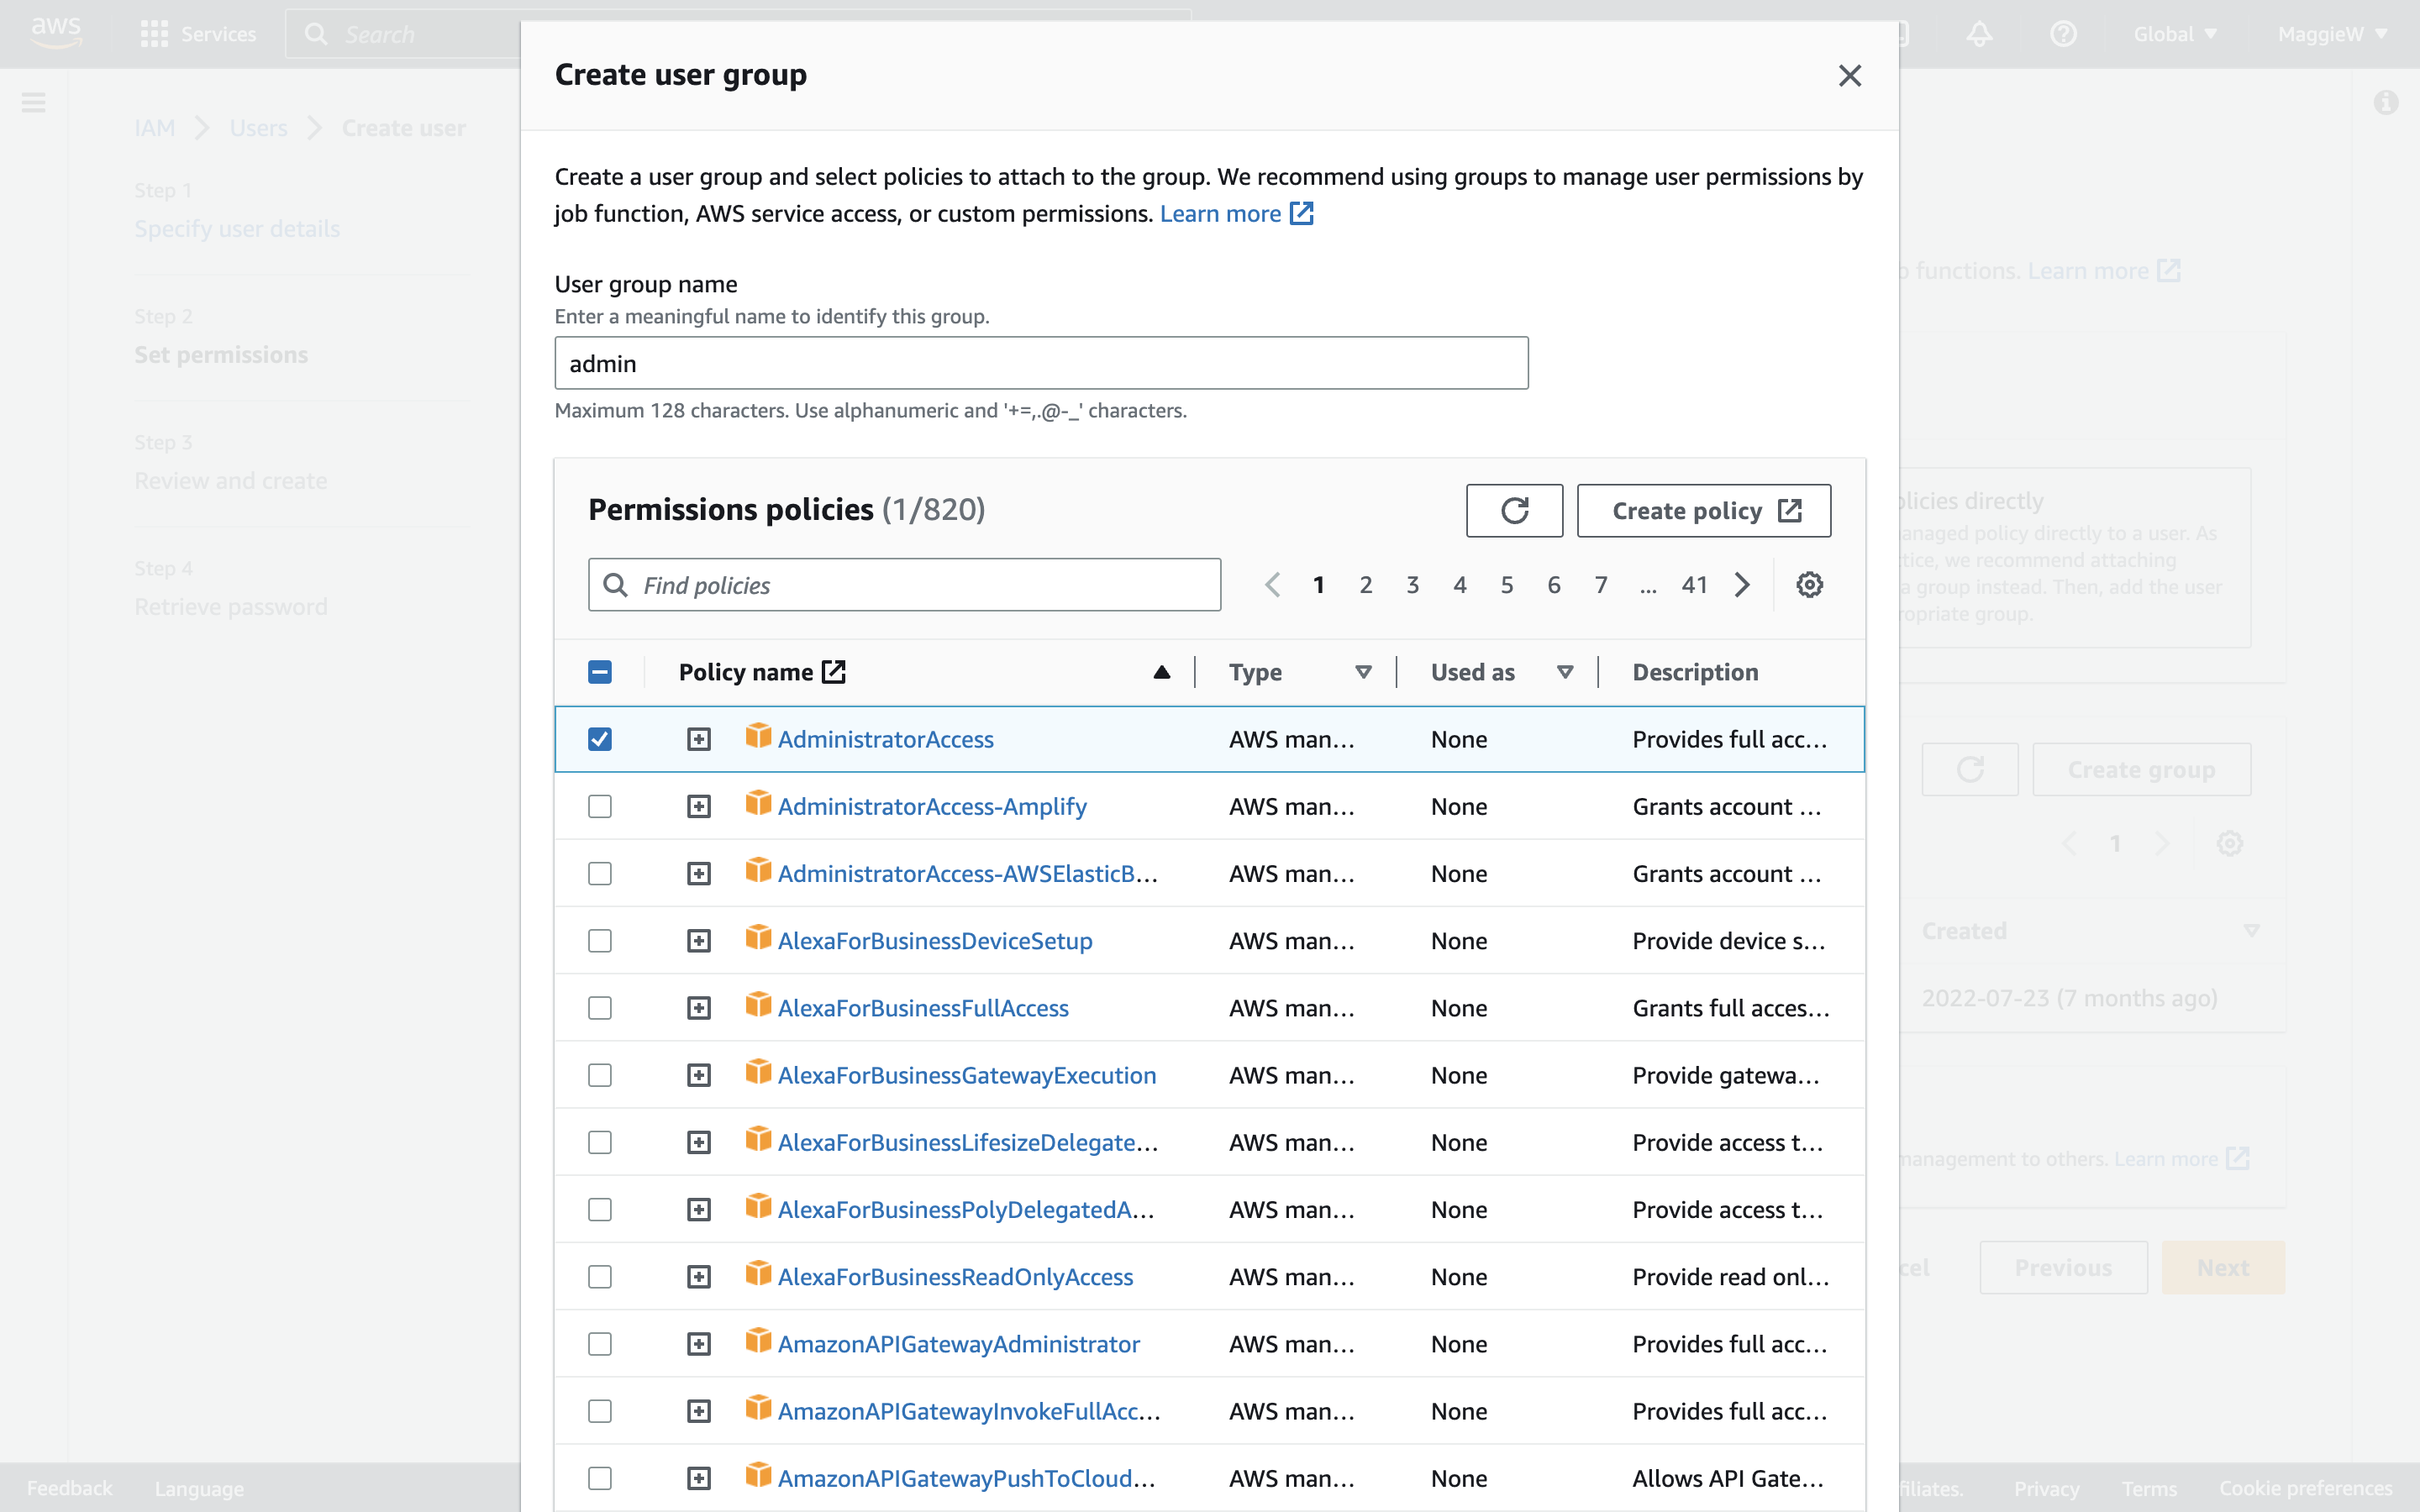 aws
Services
Search
Global
MaggieW
IAM
Users
Create user
Step 1
Specify user details
Step 2
Set permissions
Step 3
Review and create
Step 4
Retrieve password
Create user group
Create a user group and select policies to attach to the group. We recommend using groups to manage user permissions by
job function, AWS service access, or custom permissions. Learn more
User group name
Enter a meaningful name to identify this group.
admin
Maximum 128 characters. Use alphanumeric and '+=,.@-_' characters.
Permissions policies (1/820)
Create policy
Find policies
1 2 3 4 5 6 7 ... 41
Policy name Type Used as Description
AdministratorAccess AWS man... None Provides full acc...
AdministratorAccess-Amplify AWS man... None Grants account ...
AdministratorAccess-AWSElasticB... AWS man... None Grants account ...
AlexaForBusinessDeviceSetup AWS man... None Provide device s...
AlexaForBusinessFullAccess AWS man... None Grants full acces...
AlexaForBusinessGatewayExecution AWS man... None Provide gatewa...
AlexaForBusinessLifesizeDelegate... AWS man... None Provide access t...
AlexaForBusinessPolyDelegatedA... AWS man... None Provide access t...
AlexaForBusinessReadOnlyAccess AWS man... None Provide read onl...
AmazonAPIGatewayAdministrator AWS man... None Provides full acc...
AmazonAPIGatewayInvokeFullAcc... AWS man... None Provides full acc...
AmazonAPIGatewayPushToCloud... AWS man... None Allows API Gate...
functions. Learn more
directly
policy directly to a user. As
we recommend attaching
a group instead. Then, add the user
group.
Create group
1
Created
2022-07-23 (7 months ago)
management to others. Learn more
Previous
Next
Feedback
Language
Privacy
Terms
Cookie preferences